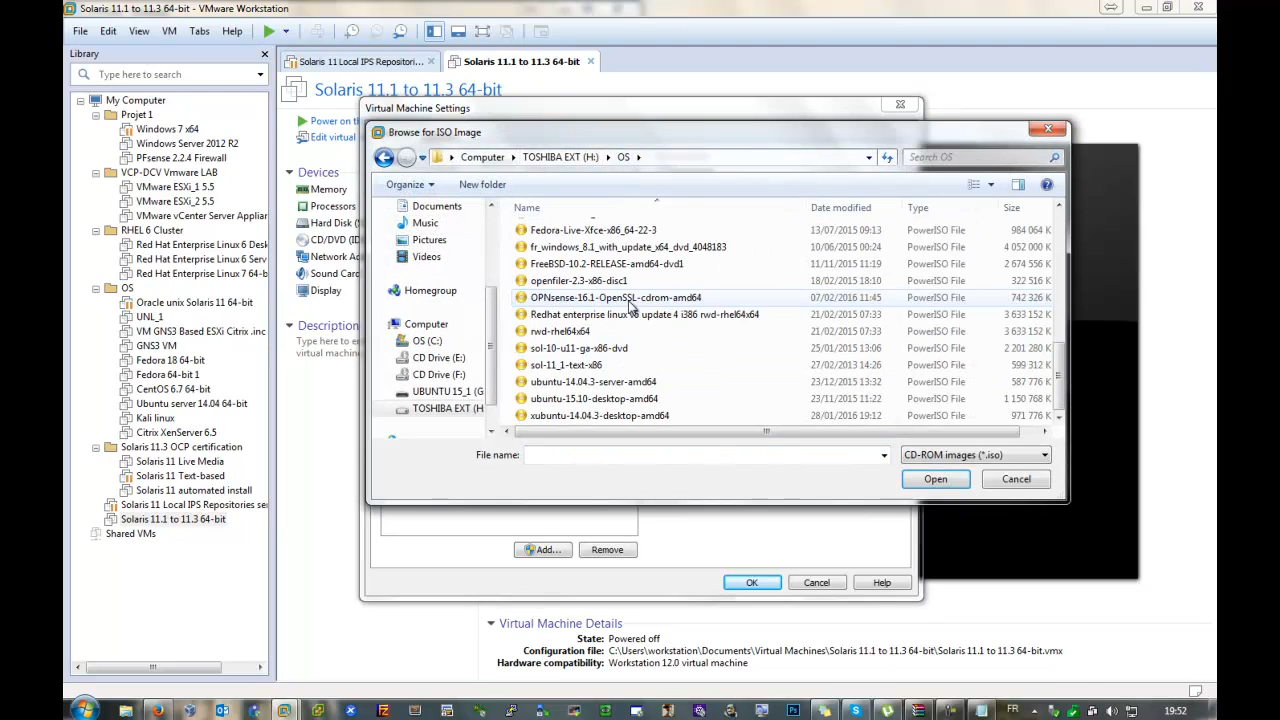 Solaris 11.1 to 11.3 64-bit - VMware Workstation
File Edit View VM Tabs Help
Library
Type here to search
My Computer
Projet 1
Windows 7 x64
Windows Server 2012 R2
PFsense 2.2.4 Firewall
VCP-DCV Vmware LAB
VMware ESXi_1 5.5
VMware ESXi_1 5.5
VMware vCenter Server Applian
RHEL 6 Cluster
Red Hat Enterprise Linux 6 Desk
Red Hat Enterprise Linux 6 Serv
Red Hat Enterprise Linux 7 64-b
OS
Oracle unix Solaris 11 64-bit
UNL_1
VM GNS3 Based ESXi Citrix .inc
GNS3 VM
Fedora 18 64-bit
Fedora 64-bit 1
CentOS 6.7 64-bit
Ubuntu server 14.04 64-bit
Kali linux
Citrix XenServer 6.5
Solaris 11.3 OCP certification
Solaris 11 Live Media
Solaris 11 Text-based
Solaris 11 automated install
Solaris 11 Local IPS Repositories se
Solaris 11.1 to 11.3 64-bit
Shared VMs
Solaris 11 Local IPS Repositori...
Solaris 11.1 to 11.3 64-bit
Solaris 11.1 to 11.3 64-bit
Power on th
Edit virtual
Devices
Memory
Processors
Hard Disk (
CD/DVD (I
Network Ad
Sound Card
Display
Description
Type here to ent
virtual machine.
Virtual Machine Settings
Browse for ISO Image
Computer TOSHIBA EXT (H:) OS
Search OS
Organize New folder
Documents
Music
Pictures
Videos
Homegroup
Computer
OS (C:)
CD Drive (E:)
CD Drive (F:)
UBUNTU 15_1 (G
TOSHIBA EXT (H
Name Date modified Type Size
Fedora-Live-Xfce-x86_64-22-3 13/07/2015 09:13 PowerISO File 984 064 K
fr_windows_8.1_with_update_x64_dvd_4048183 10/06/2015 00:24 PowerISO File 4 052 000 K
FreeBSD-10.2-RELEASE-amd64-dvd1 11/11/2015 11:19 PowerISO File 2 674 556 K
openfiler-2.3-x86-disc1 21/02/2015 07:18 PowerISO File 322 516 K
OPNsense-16.1-OpenSSL-cdrom-amd64 07/02/2016 11:45 PowerISO File 742 326 K
Redhat enterprise linux update 4 i386 rwd-rhel64x64 21/02/2015 07:33 PowerISO File 3 633 152 K
rwd-rhel64x64 21/02/2015 07:33 PowerISO File 3 633 152 K
sol-10-u11-ga-x86-dvd 25/01/2015 13:06 PowerISO File 2 201 280 K
sol-11_1-text-x86 27/02/2013 14:26 PowerISO File 599 312 K
ubuntu-14.04.3-server-amd64 23/12/2015 13:32 PowerISO File 587 776 K
ubuntu-15.10-desktop-amd64 23/11/2015 11:22 PowerISO File 1 150 768 K
xubuntu-14.04.3-desktop-amd64 28/01/2016 19:12 PowerISO File 971 776 K
File name:
CD-ROM images (*.iso)
Open Cancel
Add... Remove
OK Cancel Help
Virtual Machine Details
State: Powered off
Configuration file: C:\Users\workstation\Documents\Virtual Machines\Solaris 11.1 to 11.3 64-bit\Solaris 11.1 to 11.3 64-bit.vmx
Hardware compatibility: Workstation 12.0 virtual machine
FR 19:52